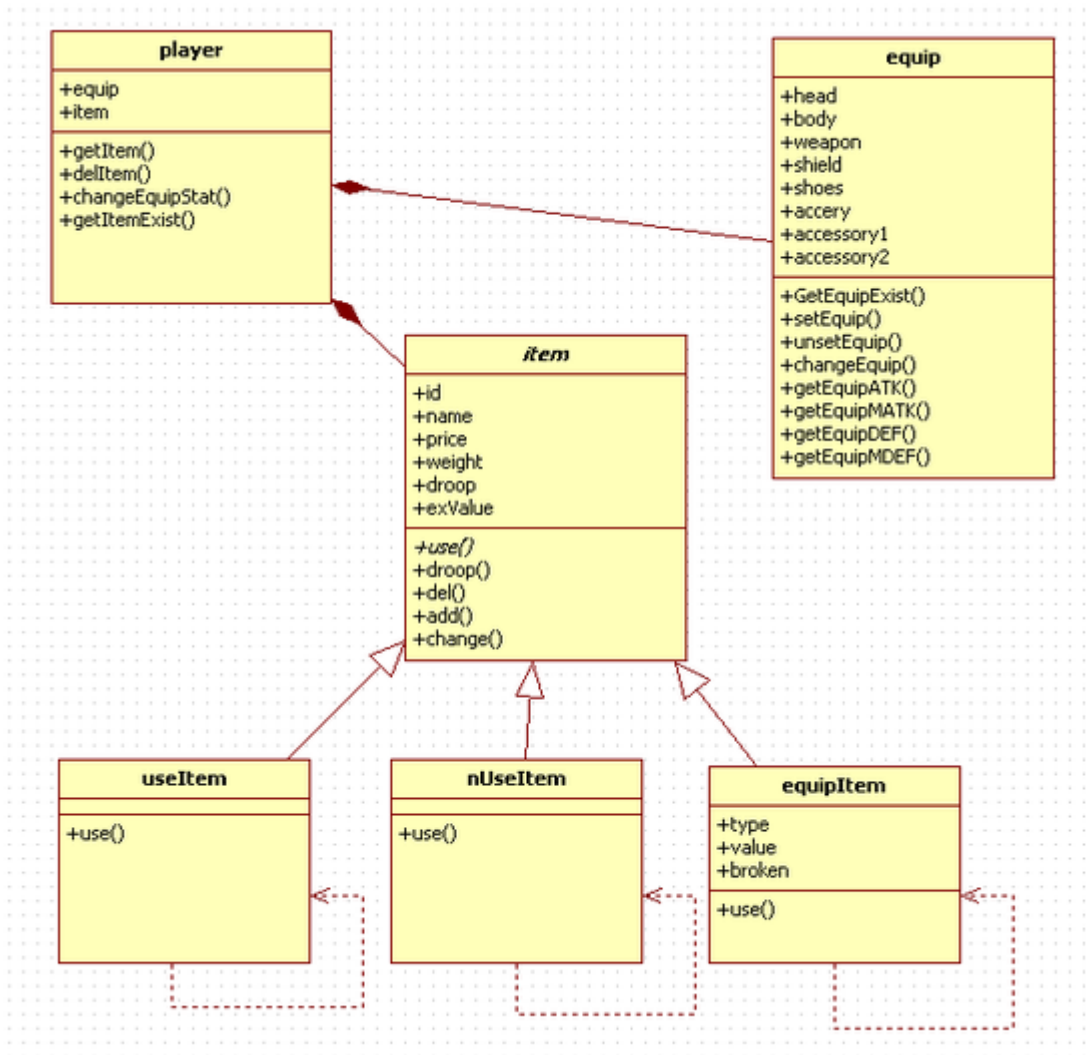 player
+equip
+item
+getItem()
+delItem()
+changeEquipStat()
+getItemExist()
equip
+head
+body
+weapon
+shield
+shoes
+accery
+accessory1
+accessory2
+GetEquipExist()
+setEquip()
+unsetEquip()
+changeEquip()
+getEquipATK()
+getEquipMATK()
+getEquipDEF()
+getEquipMDEF()
item
+id
+name
+price
+weight
+droop
+exValue
+use()
+droop()
+del()
+add()
+change()
useItem
+use()
nUseItem
+use()
equipItem
+type
+value
+broken
+use()